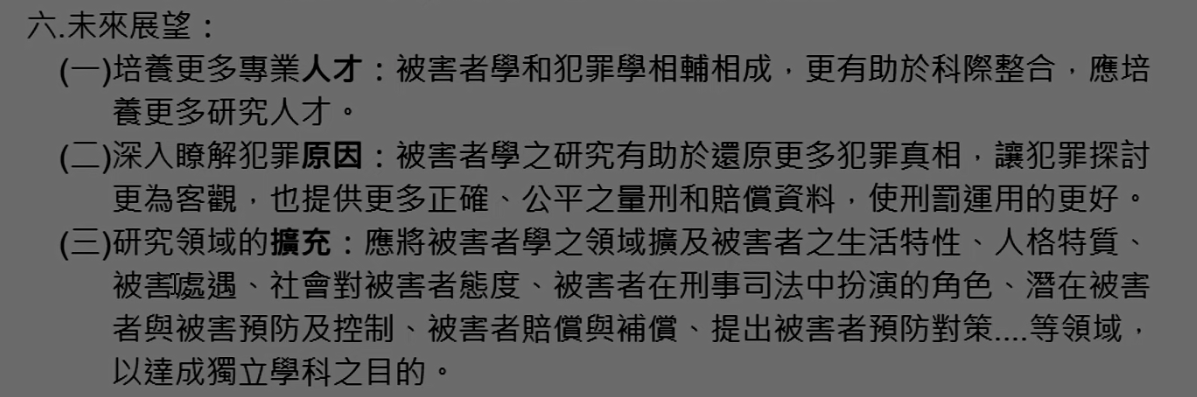 六.未來展望：
(一)培養更多專業人才：被害者學和犯罪學相輔相成，更有助於科際整合，應培
養更多研究人才。
(二)深入瞭解犯罪原因：被害者學之研究有助於還原更多犯罪真相，讓犯罪探討
更為客觀，也提供更多正確、公平之量刑和賠償資料，使刑罰運用的更好。
(三)研究領域的擴充：應將被害者學之領域擴及被害者之生活特性、人格特質、
被害處遇、社會對被害者態度、被害者在刑事司法中扮演的角色、潛在被害
者與被害預防及控制、被害者賠償與補償、提出被害者預防對策....等領域，
以達成獨立學科之目的。